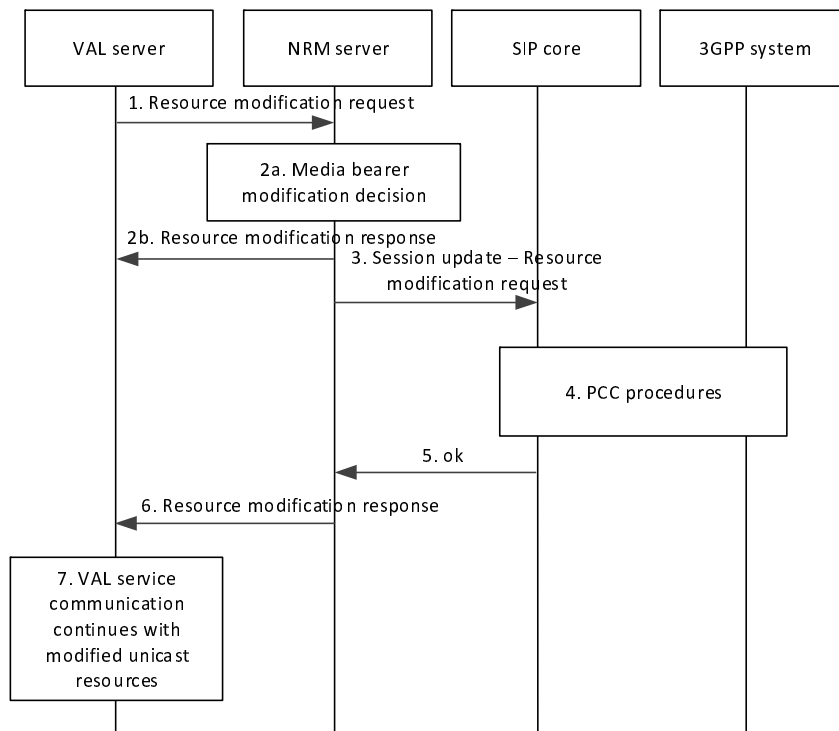 VAL server
NRM server
SIP core
3GPP system
1. Resource modification request
2a. Media bearer
modification decision
2b. Resource modification response
3. Session update – Resource
modification request
4. PCC procedures
5. ok
6. Resource modification response
7. VAL service
communication
continues with
modified unicast
resources